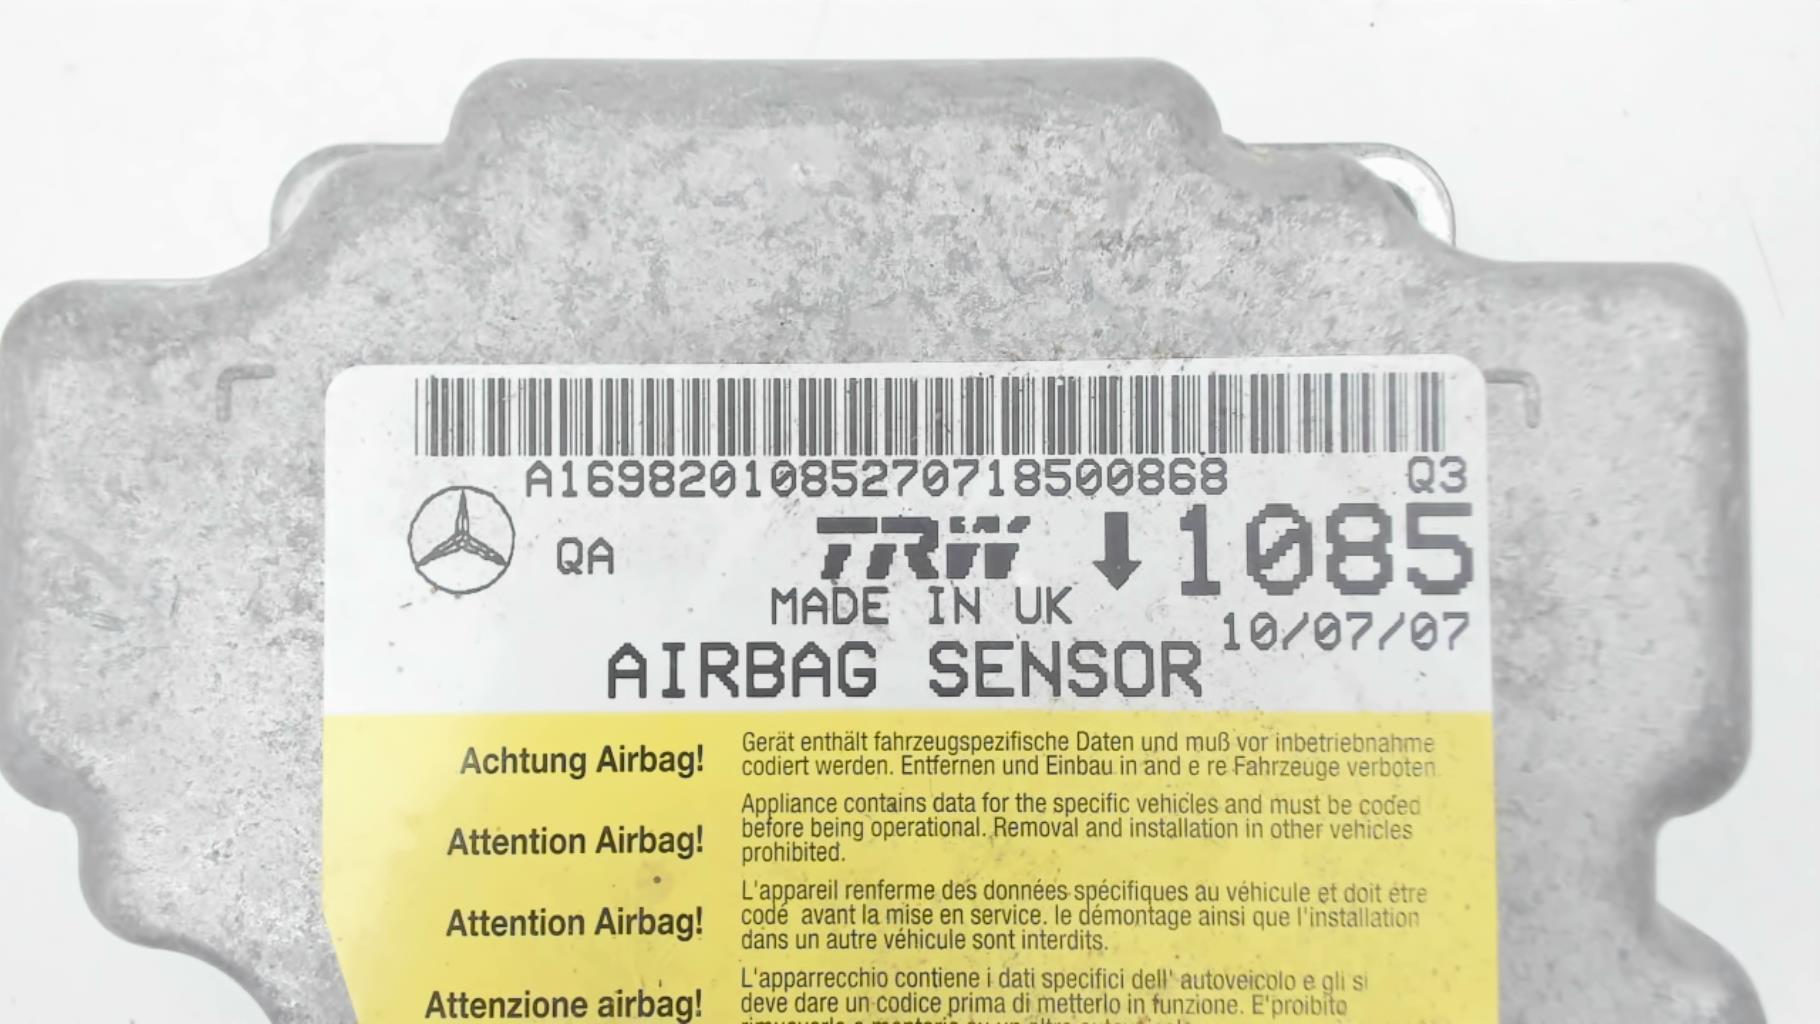 A1698201085270718500868 Q3
QA TRW 1085
MADE IN UK
10/07/07
AIRBAG SENSOR
Achtung Airbag!
Gerät enthält fahrzeugspezifische Daten und muß vor inbetriebnahme
codiert werden. Entfernen und Einbau in and e re Fahrzeuge verboten
Attention Airbag!
Appliance contains data for the specific vehicles and must be coded
before being operational. Removal and installation in other vehicles
prohibited.
Attention Airbag!
L'appareil renferme des données spécifiques au véhicule et doit étre
codé avant la mise en service. le démontage ainsi que l'installation
dans un autre véhicule sont interdits.
Attenzione airbag!
L'apparrecchio contiene i dati specifici dell' autoveicolo e gli si
deve dare un codice prima di metterlo in funzione. E'proibito